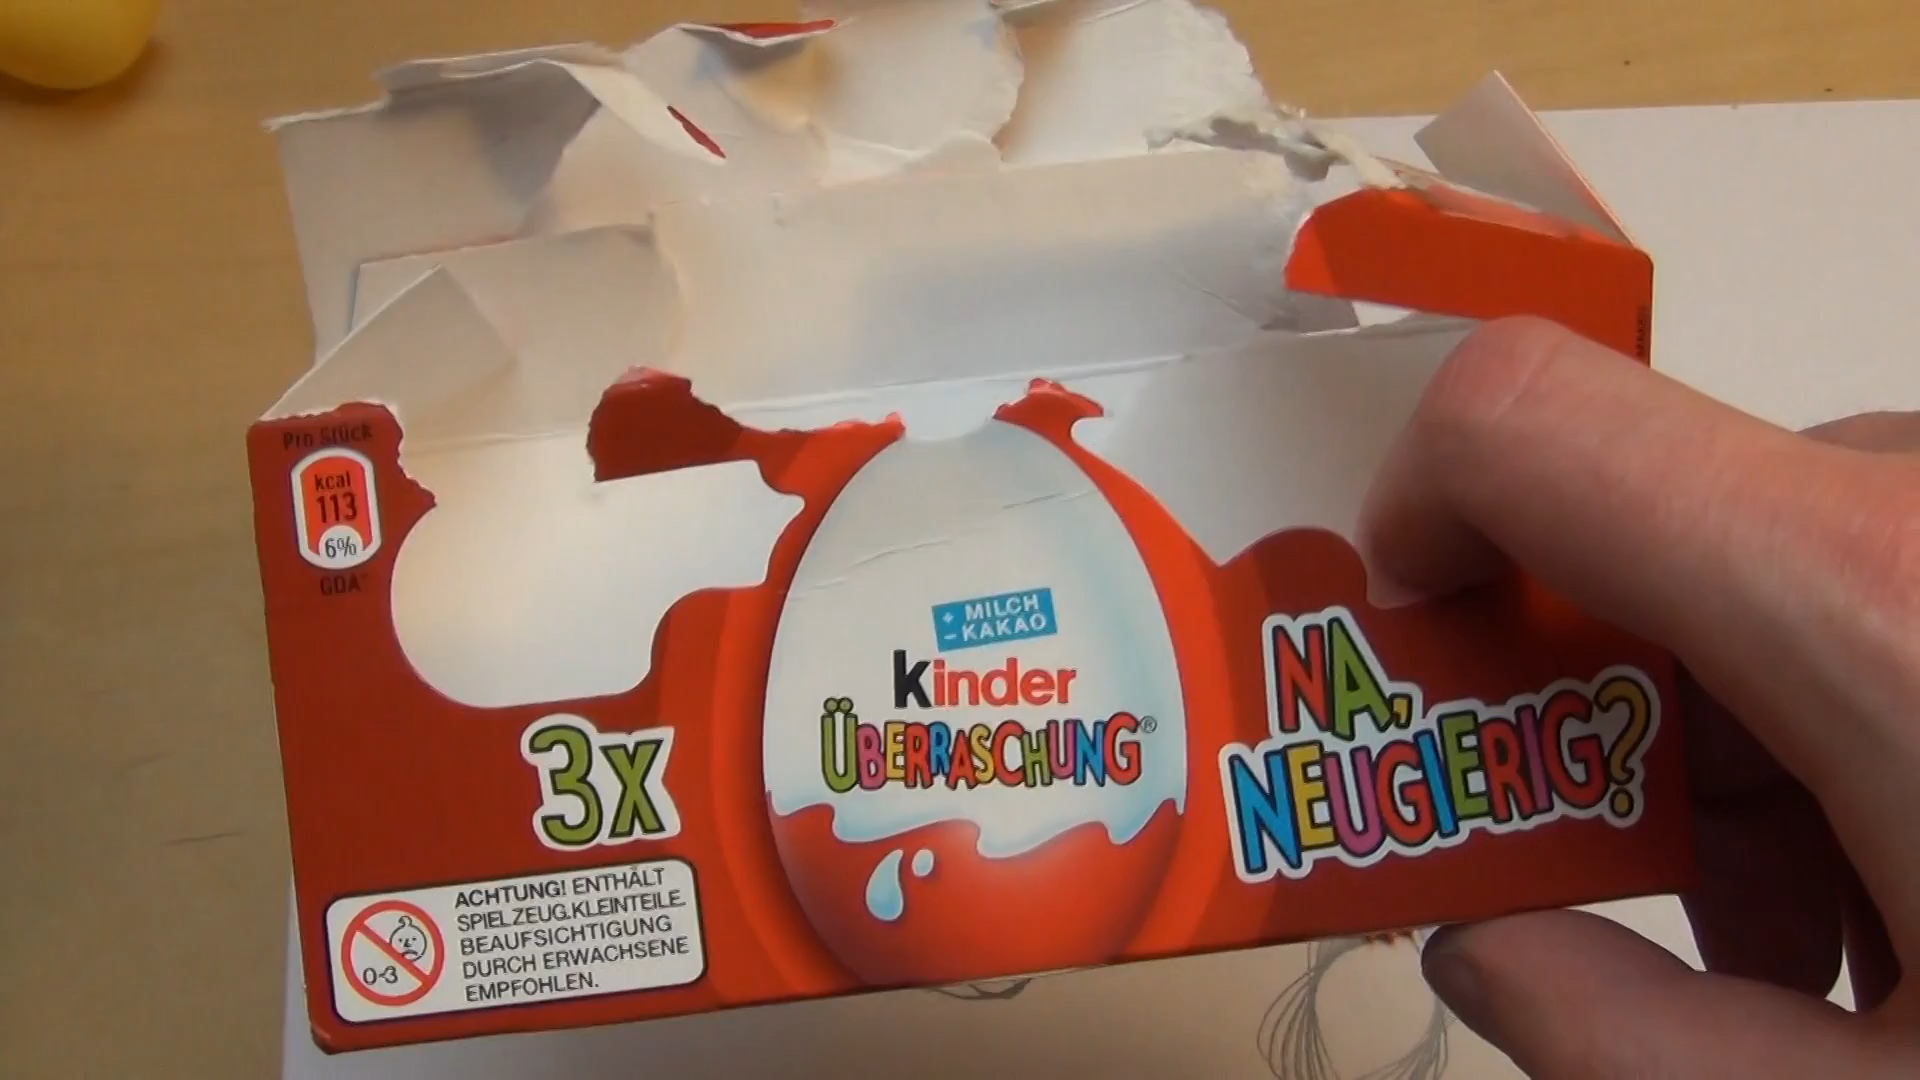 Pro Stück
kcal
113
6%
GDA*
+ MILCH
- KAKAO
kinder
ÜBERRASCHUNG®
3x
NA,
NEUGIERIG?
0-3
ACHTUNG! ENTHÄLT
SPIELZEUG.KLEINTEILE.
BEAUFSICHTIGUNG
DURCH ERWACHSENE
EMPFOHLEN.